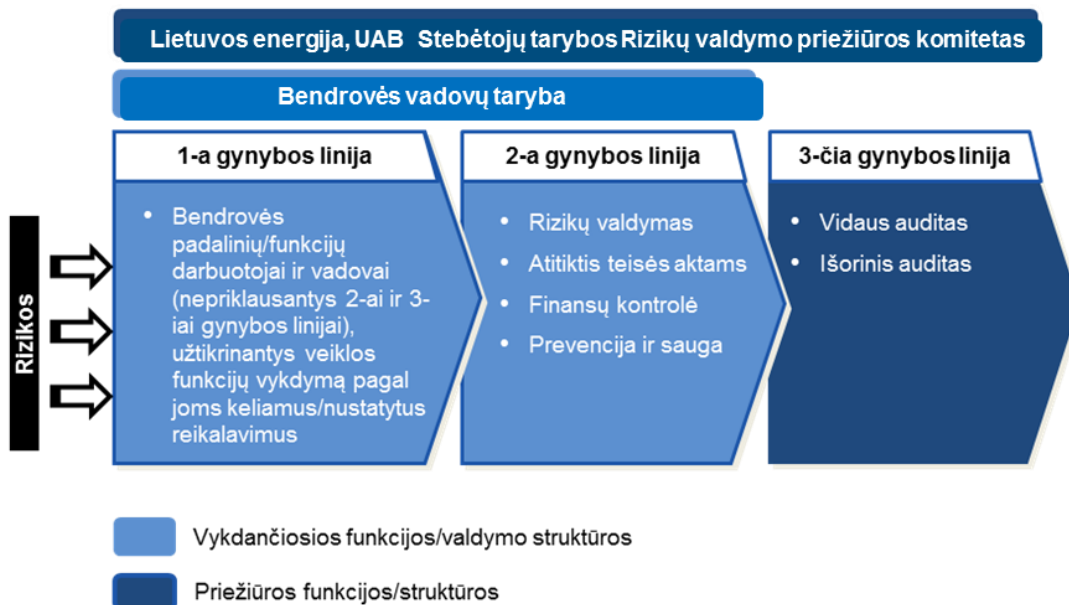 Lietuvos energija, UAB Stebėtojų tarybos Rizikų valdymo priežiūros komitetas
Bendrovės vadovų taryba
1-a gynybos linija
2-a gynybos linija
3-čia gynybos linija
Rizikos
• Bendrovės
padalinių/funkcijų
darbuotojai ir vadovai
(nepriklausantys 2-ai ir 3-
iai gynybos linijai),
užtikrinantys veiklos
funkcijų vykdymą pagal
joms keliamus/nustatytus
reikalavimus
• Rizikų valdymas
• Atitiktis teisės aktams
• Finansų kontrolė
• Prevencija ir sauga
• Vidaus auditas
• Išorinis auditas
Vykdančiosios funkcijos/valdymo struktūros
Priežiūros funkcijos/struktūros